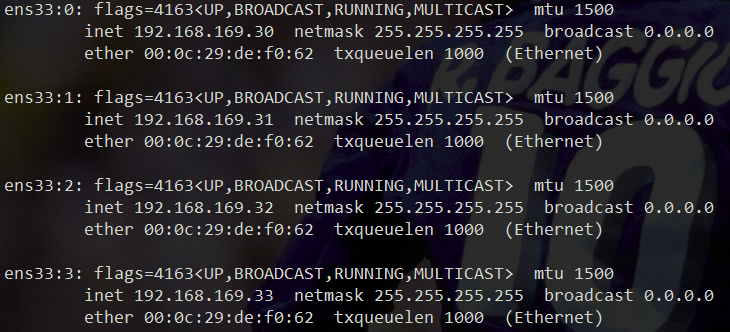 ens33:0: flags=4163<UP,BROADCAST,RUNNING,MULTICAST>  mtu 1500
        inet 192.168.169.30  netmask 255.255.255.255  broadcast 0.0.0.0
        ether 00:0c:29:de:f0:62  txqueuelen 1000  (Ethernet)

ens33:1: flags=4163<UP,BROADCAST,RUNNING,MULTICAST>  mtu 1500
        inet 192.168.169.31  netmask 255.255.255.255  broadcast 0.0.0.0
        ether 00:0c:29:de:f0:62  txqueuelen 1000  (Ethernet)

ens33:2: flags=4163<UP,BROADCAST,RUNNING,MULTICAST>  mtu 1500
        inet 192.168.169.32  netmask 255.255.255.255  broadcast 0.0.0.0
        ether 00:0c:29:de:f0:62  txqueuelen 1000  (Ethernet)

ens33:3: flags=4163<UP,BROADCAST,RUNNING,MULTICAST>  mtu 1500
        inet 192.168.169.33  netmask 255.255.255.255  broadcast 0.0.0.0
        ether 00:0c:29:de:f0:62  txqueuelen 1000  (Ethernet)
R. BAGGIO
10